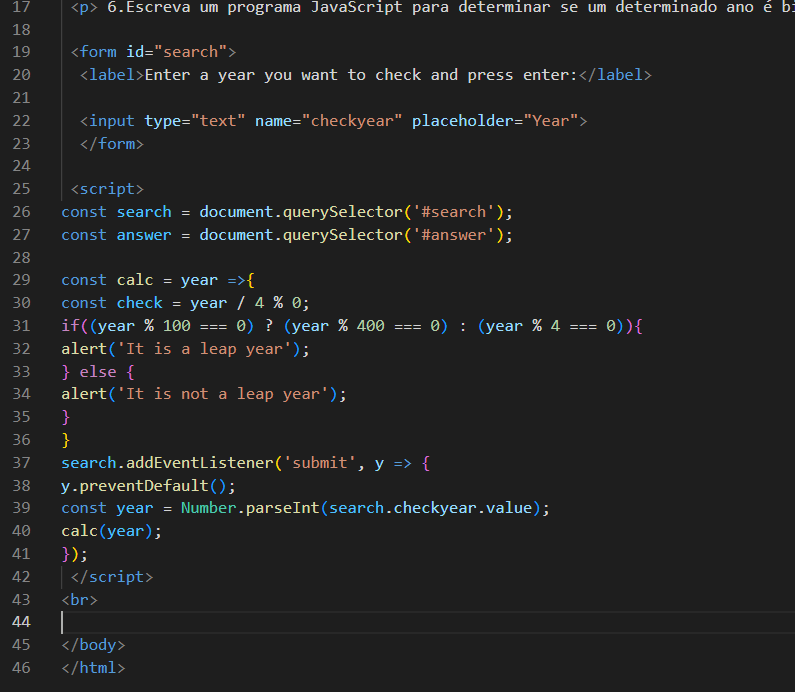 17 <p> 6.Escreva um programa JavaScript para determinar se um determinado ano é
18
19 <form id="search">
20 <label>Enter a year you want to check and press enter:</label>
21
22 <input type="text" name="checkyear" placeholder="Year">
23 </form>
24
25 <script>
26 const search = document.querySelector('#search');
27 const answer = document.querySelector('#answer');
28
29 const calc = year =>{
30 const check = year / 4 % 0;
31 if((year % 100 === 0) ? (year % 400 === 0) : (year % 4 === 0)){
32 alert('It is a leap year');
33 } else {
34 alert('It is not a leap year');
35 }
36 }
37 search.addEventListener('submit', y => {
38 y.preventDefault();
39 const year = Number.parseInt(search.checkyear.value);
40 calc(year);
41 });
42 </script>
43 <br>
44
45 </body>
46 </html>